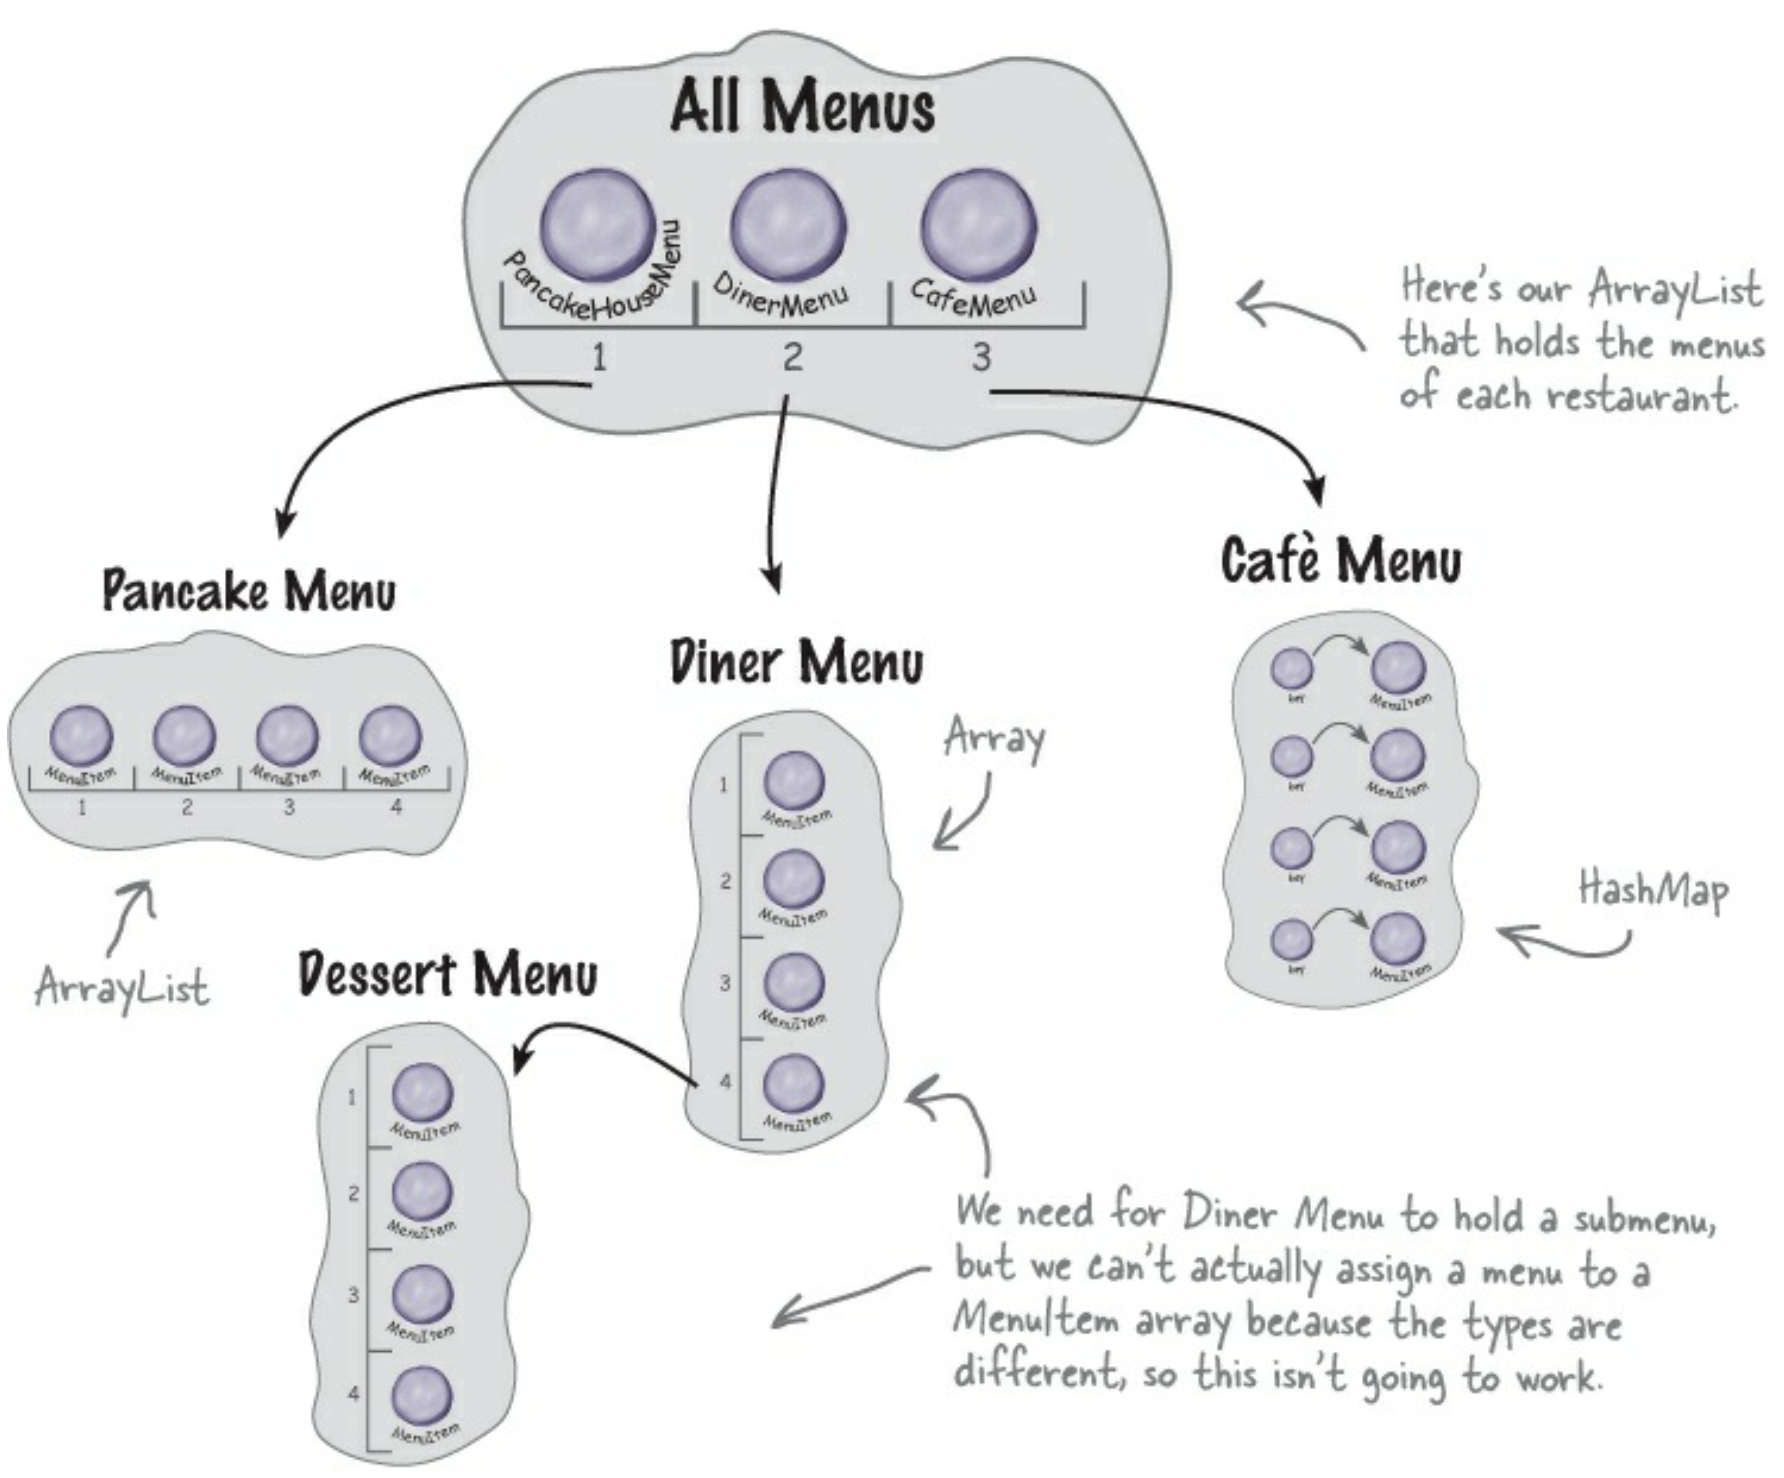 All Menus
PancakeHouseMenu
DinerMenu
CafeMenu
1
2
3
Here's our ArrayList
that holds the menus
of each restaurant.
Pancake Menu
MenuItem
MenuItem
MenuItem
MenuItem
1
2
3
4
ArrayList
Diner Menu
1
MenuItem
2
MenuItem
3
MenuItem
4
MenuItem
Array
Cafè Menu
key
MenuItem
key
MenuItem
key
MenuItem
key
MenuItem
HashMap
Dessert Menu
1
MenuItem
2
MenuItem
3
MenuItem
4
MenuItem
We need for Diner Menu to hold a submenu,
but we can't actually assign a menu to a
MenuItem array because the types are
different, so this isn't going to work.